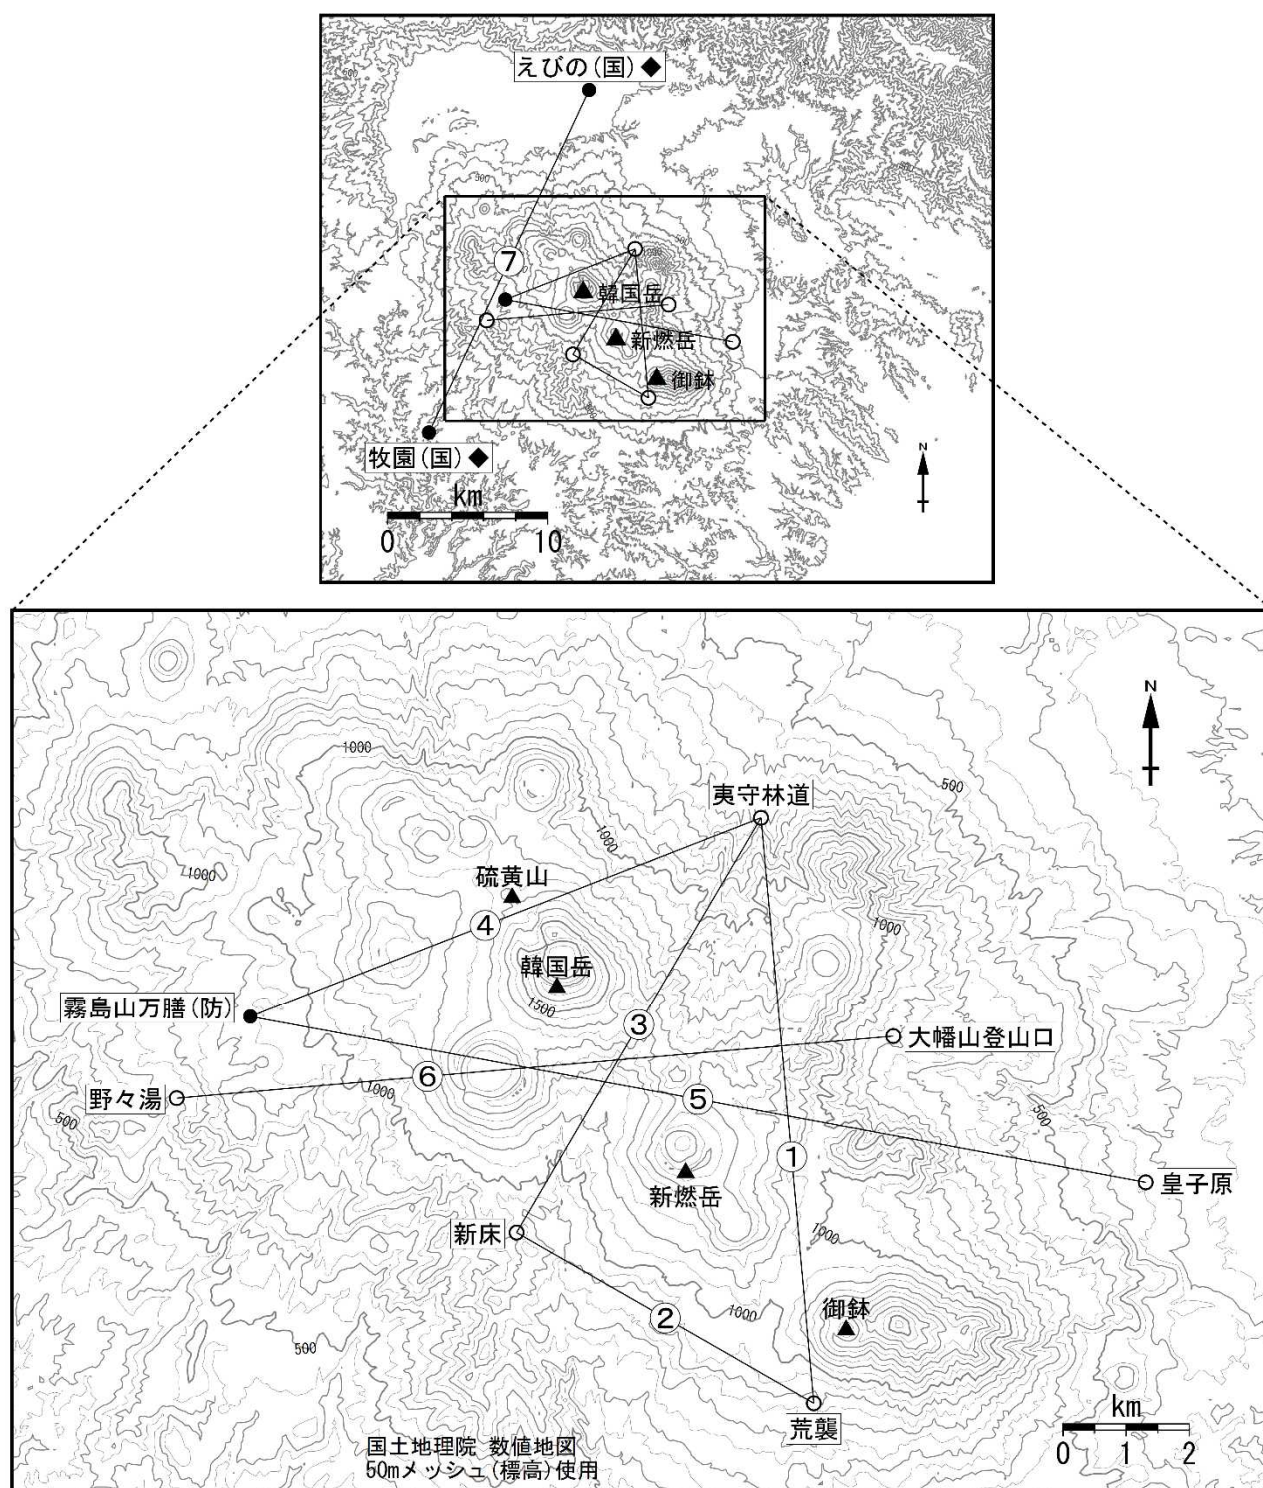 えびの(国)◆
500
500
500
N
⑦
1000
韓国岳
新燃岳
御鉢
牧園(国)◆
km
0 10
N
1000
500
夷守林道
1000
1000
硫黄山
④
1000
韓国岳
霧島山万膳(防)
1500
③
大幡山登山口
⑥
野々湯
1000
⑤
500
500
①
皇子原
新燃岳
新床
1000
②
1000
御鉢
500
荒襲
km
0 1 2
国土地理院 数値地図
50mメッシュ(標高)使用